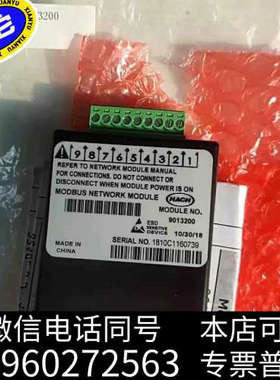 XIANYU
XIANYU
3200
9 8 7 6 5 4 3 2 1
REFER TO NETWORK MODULE MANUAL
FOR CONNECTIONS. DO NOT CONNECT OR
DISCONNECT WHEN MODULE POWER IS ON
MODBUS NETWORK MODULE
HACH
MODULE NO.
9013200
ESD
SENSITIVE
DEVICE
10/30/18
MADE IN
CHINA
SERIAL NO. 1810C1160739
微信电话同号
960272563
本店可
专票普